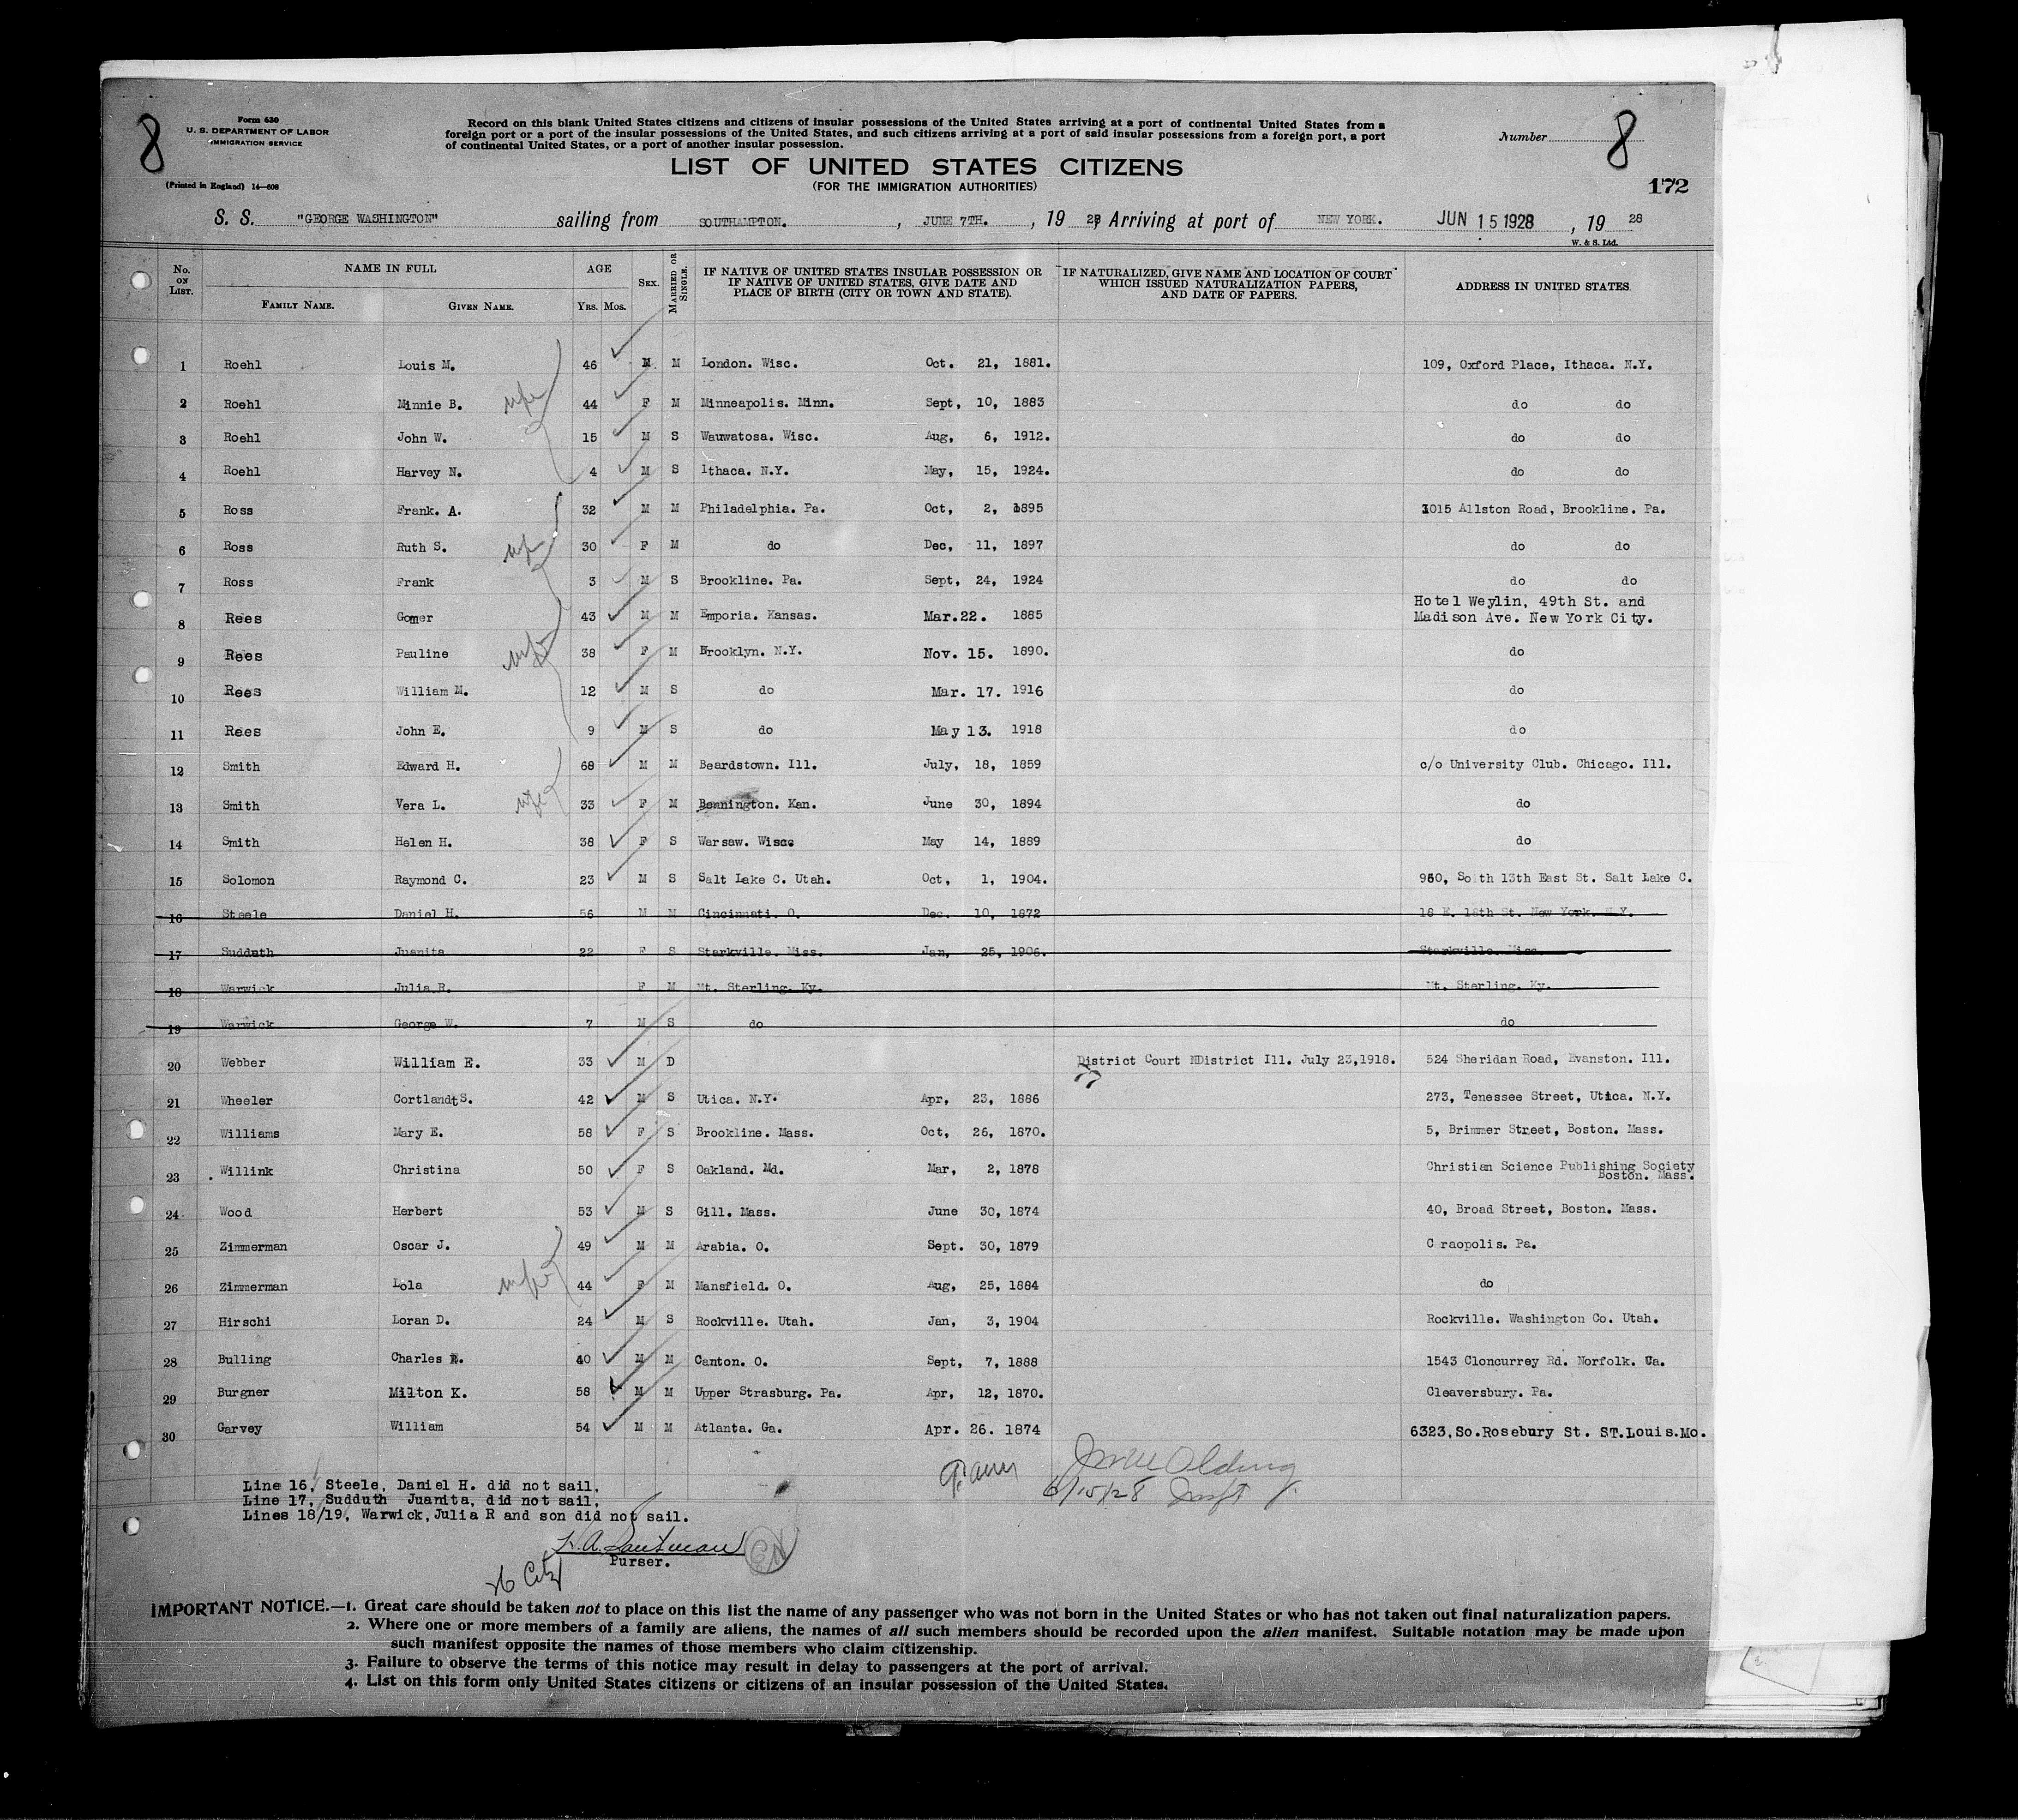 8
Form 630
U. S. DEPARTMENT OF LABOR
IMMIGRATION SERVICE
(Printed in England) 14—608
Record on this blank United States citizens and citizens of insular possessions of the United States arriving at a port of continental United States from a
foreign port or a port of the insular possessions of the United States, and such citizens arriving at a port of said insular possessions from a foreign port, a port
of continental United States, or a port of another insular possession.
Number 8
LIST OF UNITED STATES CITIZENS
(FOR THE IMMIGRATION AUTHORITIES)
172
S. S. "GEORGE WASHINGTON" sailing from SOUTHAMPTON. , JUNE 7TH. , 19 28 Arriving at port of NEW YORK. JUN 15 1928 , 19 28
W. & S. Ltd.
No. ON LIST. NAME IN FULL FAMILY NAME. GIVEN NAME. AGE YRS. MOS. SEX. MARRIED OR SINGLE. IF NATIVE OF UNITED STATES INSULAR POSSESSION OR IF NATIVE OF UNITED STATES, GIVE DATE AND PLACE OF BIRTH (CITY OR TOWN AND STATE). IF NATURALIZED, GIVE NAME AND LOCATION OF COURT WHICH ISSUED NATURALIZATION PAPERS, AND DATE OF PAPERS. ADDRESS IN UNITED STATES.
1 Roehl Louis M. 46 M M London. Wisc. Oct. 21, 1881. 109, Oxford Place, Ithaca. N.Y.
2 Roehl Minnie B. 44 F M Minneapolis. Minn. Sept, 10, 1883 do do
3 Roehl John W. 15 M S Wauwatosa. Wisc. Aug, 6, 1912. do do
4 Roehl Harvey N. 4 M S Ithaca. N.Y. May, 15, 1924. do do
5 Ross Frank. A. 32 M M Philadelphia. Pa. Oct, 2, 1895 1015 Allston Road, Brookline. Pa.
6 Ross Ruth S. 30 F M do Dec, 11, 1897 do do
7 Ross Frank 3 M S Brookline. Pa. Sept, 24, 1924 do do
8 Rees Gomer 43 M M Emporia. Kansas. Mar.22. 1885 Hotel Weylin, 49th St. and
Madison Ave. New York City.
9 Rees Pauline 38 F M Brooklyn. N.Y. Nov. 15. 1890. do
10 Rees William M. 12 M S do Mar. 17. 1916 do
11 Rees John E. 9 M S do May 13. 1918 do
12 Smith Edward H. 68 M M Beardstown. Ill. July, 18, 1859 c/o University Club. Chicago. Ill.
13 Smith Vera L. 33 F M Bennington. Kan. June 30, 1894 do
14 Smith Helen H. 38 F S Warsaw. Wisc. May 14, 1889 do
15 Solomon Raymond C. 23 M S Salt Lake C. Utah. Oct, 1, 1904. 950, South 13th East St. Salt Lake C.
16 Steele Daniel H. 56 M M Cincinnati. O. Dec. 10, 1872 18 E. 18th St. New York. N.Y.
17 Sudduth Juanita 22 F S Starkville. Miss. Jan, 25, 1906. Starkville. Miss.
18 Warwick Julia R. F M Mt. Sterling. Ky. Mt. Sterling. Ky.
19 Warwick George W. 7 M S do do
20 Webber William E. 33 M D District Court NDistrict Ill. July 23,1918. 524 Sheridan Road, Evanston. Ill.
21 Wheeler Cortlandt S. 42 M S Utica. N.Y. Apr, 23, 1886 273, Tenessee Street, Utica. N.Y.
22 Williams Mary E. 58 F S Brookline. Mass. Oct, 26, 1870. 5, Brimmer Street, Boston. Mass.
23 Willink Christina 50 F S Oakland. Md. Mar, 2, 1878 Christian Science Publishing Society
Boston. Mass.
24 Wood Herbert 53 M S Gill. Mass. June 30, 1874 40, Broad Street, Boston. Mass.
25 Zimmerman Oscar J. 49 M M Arabia. O. Sept. 30, 1879 Coraopolis. Pa.
26 Zimmerman Lola 44 F M Mansfield. O. Aug, 25, 1884 do
27 Hirschi Loran D. 24 M S Rockville. Utah. Jan, 3, 1904 Rockville. Washington Co. Utah.
28 Bulling Charles R. 40 M M Canton. O. Sept, 7, 1888 1543 Cloncurrey Rd. Norfolk. Va.
29 Burgner Milton K. 58 M M Upper Strasburg. Pa. Apr, 12, 1870. Cleaversbury. Pa.
30 Garvey William 54 M M Atlanta. Ga. Apr. 26. 1874 6323,So.Rosebury St. ST.Louis.Mo.
Line 16, Steele, Daniel H. did not sail.
Line 17, Sudduth Juanita, did not sail,
Lines 18/19, Warwick, Julia R and son did not sail.
6/15/28
Purser.
26 Citz
IMPORTANT NOTICE.—1. Great care should be taken not to place on this list the name of any passenger who was not born in the United States or who has not taken out final naturalization papers.
2. Where one or more members of a family are aliens, the names of all such members should be recorded upon the alien manifest. Suitable notation may be made upon
such manifest opposite the names of those members who claim citizenship.
3. Failure to observe the terms of this notice may result in delay to passengers at the port of arrival.
4. List on this form only United States citizens or citizens of an insular possession of the United States.